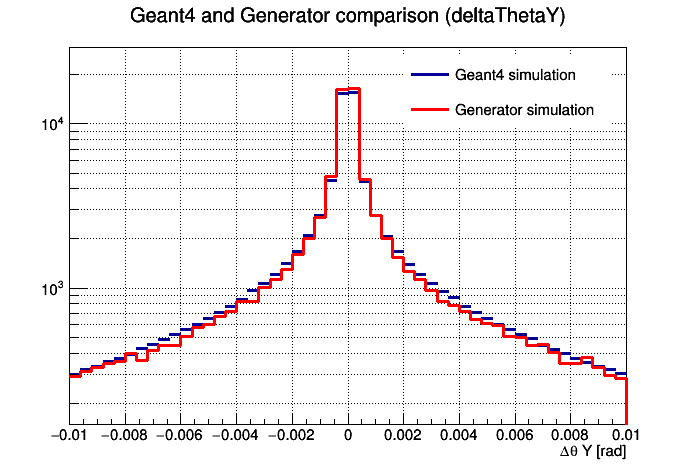 Geant4 and Generator comparison (deltaThetaY)
Geant4 simulation
Generator simulation
10⁴
10³
−0.01 −0.008 −0.006 −0.004 −0.002 0 0.002 0.004 0.006 0.008 0.01
Δθ Y [rad]